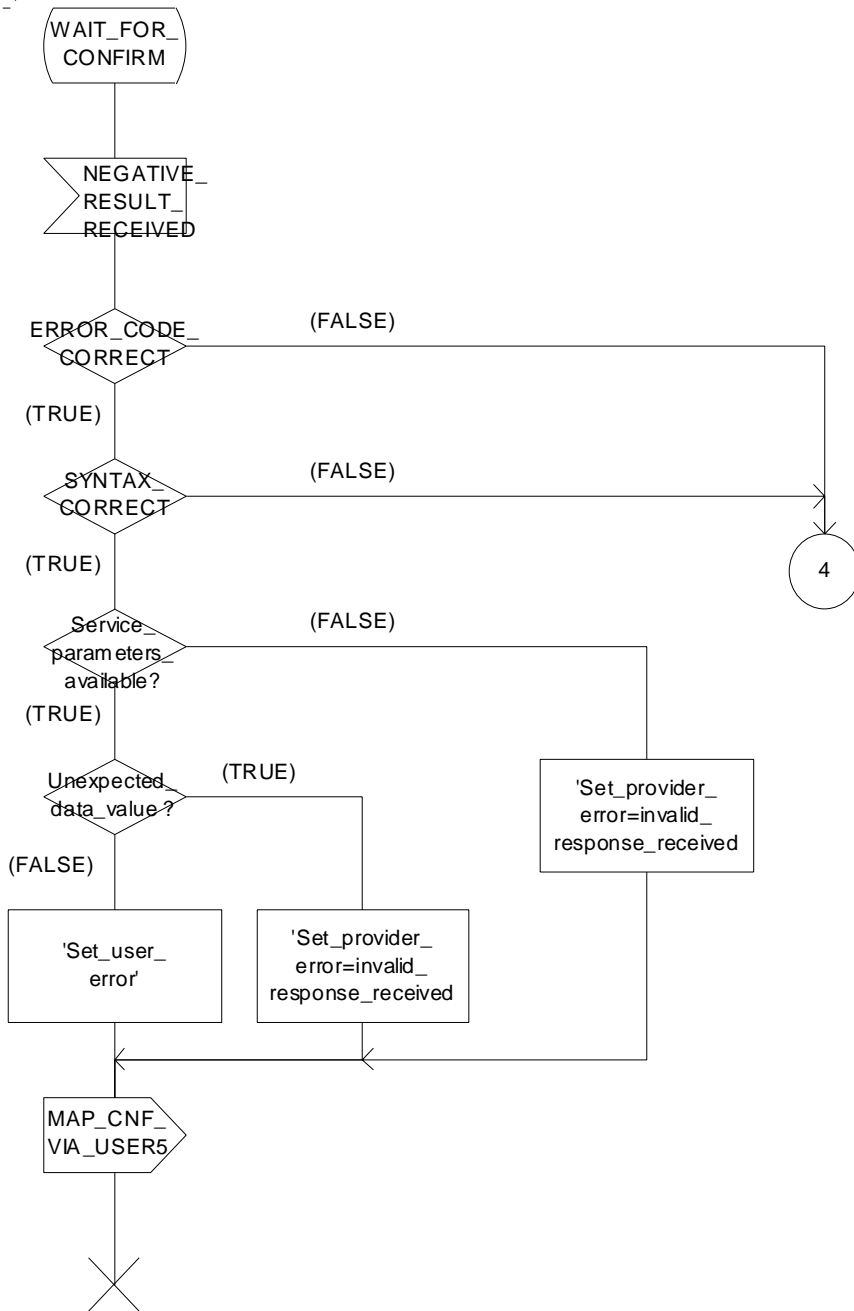 WAIT_FOR_
CONFIRM
NEGATIVE_
RESULT_
RECEIVED
ERROR_CODE_
CORRECT
(FALSE)
(TRUE)
SYNTAX_
CORRECT
(FALSE)
(TRUE)
4
Service_
parameters_
available?
(FALSE)
(TRUE)
Unexpected_
data_value ?
(TRUE)
(FALSE)
'Set_provider_
error=invalid_
response_received
'Set_user_
error'
'Set_provider_
error=invalid_
response_received
MAP_CNF_
VIA_USER5